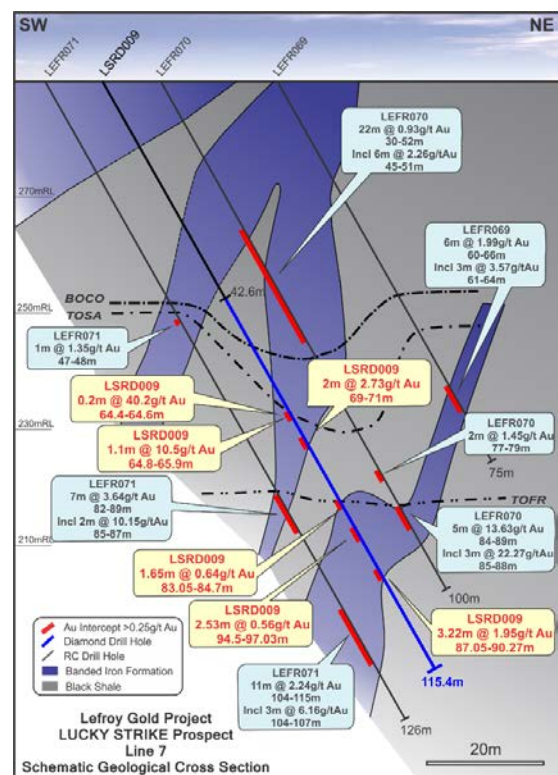 SW
NE
LEFR071
LSRD009
LEFR070
LEFR069
LEFR070
22m @ 0.93g/t Au
30-52m
Incl 6m @ 2.26g/tAu
45-51m
270mRL
LEFR069
6m @ 1.99g/t Au
60-66m
Incl 3m @ 3.57g/tAu
61-64m
42.6m
BOCO
250mRL
TOSA
LEFR071
1m @ 1.35g/t Au
47-48m
LSRD009
0.2m @ 40.2g/t Au
64.4-64.6m
LSRD009
2m @ 2.73g/t Au
69-71m
LSRD009
1.1m @ 10.5g/t Au
64.8-65.9m
230mRL
LEFR070
2m @ 1.45g/t Au
77-79m
75m
LEFR071
7m @ 3.64g/t Au
82-89m
Incl 2m @ 10.15g/tAu
85-87m
TOFR
LEFR070
5m @ 13.63g/t Au
84-89m
Incl 3m @ 22.27g/tAu
85-88m
210mRL
LSRD009
1.65m @ 0.64g/t Au
83.05-84.7m
100m
LSRD009
2.53m @ 0.56g/t Au
94.5-97.03m
LSRD009
3.22m @ 1.95g/t Au
87.05-90.27m
Au Intercept >0.25g/t Au
Diamond Drill Hole
RC Drill Hole
Banded Iron Formation
Black Shale
LEFR071
11m @ 2.24g/t Au
104-115m
Incl 3m @ 6.16g/tAu
104-107m
115.4m
126m
Lefroy Gold Project
LUCKY STRIKE Prospect
Line 7
Schematic Geological Cross Section
20m